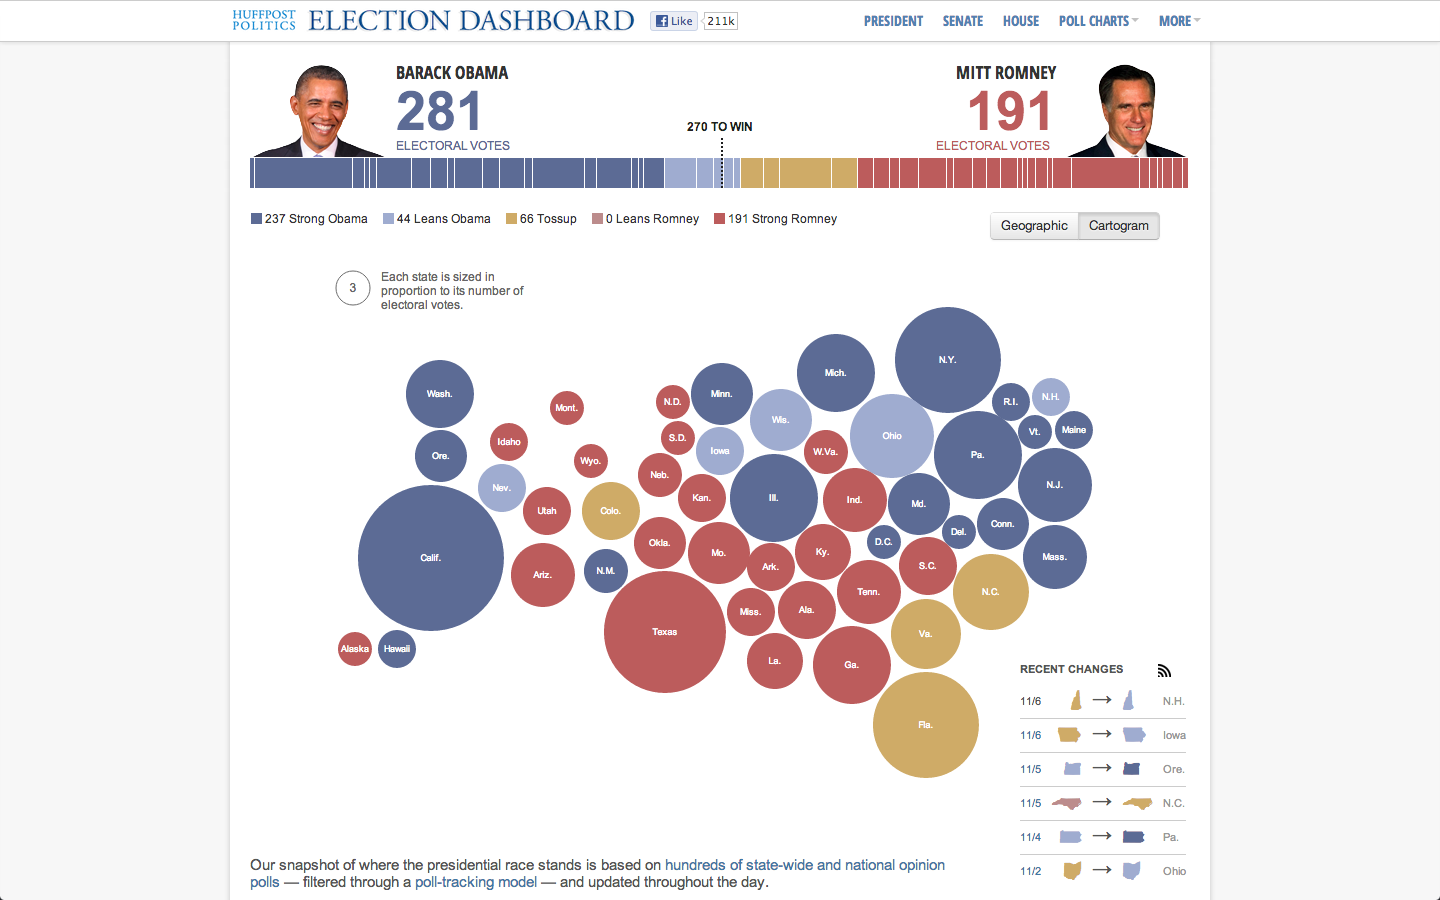 HUFFPOST
POLITICS
ELECTION DASHBOARD
Like
211k
PRESIDENT
SENATE
HOUSE
POLL CHARTS
MORE
BARACK OBAMA
281
ELECTORAL VOTES
270 TO WIN
MITT ROMNEY
191
ELECTORAL VOTES
237 Strong Obama
44 Leans Obama
66 Tossup
0 Leans Romney
191 Strong Romney
Geographic
Cartogram
3
Each state is sized in
proportion to its number of
electoral votes.
N.Y.
Mich.
Wash.
Minn.
N.H.
R.I.
N.D.
Mont.
Wis.
Vt.
Maine
Ohio
S.D.
Idaho
Iowa
W.Va.
Pa.
Ore.
Wyo.
Neb.
N.J.
Nev.
Kan.
Ill.
Ind.
Md.
Utah
Colo.
Conn.
Del.
D.C.
Okla.
Mo.
Ky.
Mass.
Calif.
Ariz.
N.M.
Ark.
S.C.
Tenn.
N.C.
Miss.
Ala.
Texas
Va.
Alaska
Hawaii
La.
Ga.
Fla.
RECENT CHANGES
11/6 → N.H.
11/6 → Iowa
11/5 → Ore.
11/5 → N.C.
11/4 → Pa.
11/2 → Ohio
Our snapshot of where the presidential race stands is based on hundreds of state-wide and national opinion
polls — filtered through a poll-tracking model — and updated throughout the day.